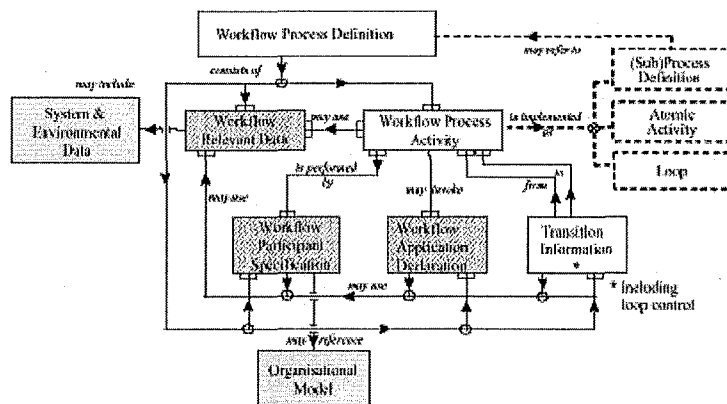 Workflow Process Definition
may refer to
(Sub)Process
Definition
consists of
may include
System &
Environmental
Data
Workflow
Relevant Data
may use
Workflow Process
Activity
is implemented
as
Atomic
Activity
Loop
is performed
by
may invoke
from
to
may use
Workflow
Participant
Specification
Workflow
Application
Declaration
Transition
Information
*
may use
* including
loop control
may reference
Organisational
Model